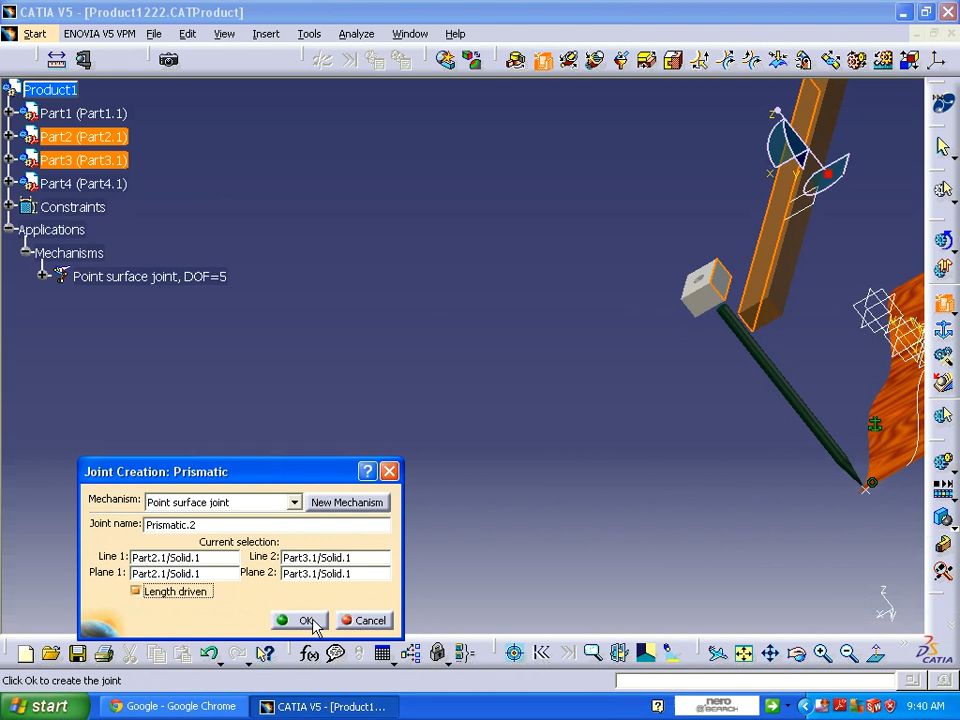 CATIA V5 - [Product1222.CATProduct]
Start ENOVIA V5 VPM File Edit View Insert Tools Analyze Window Help
Product1
Part1 (Part1.1)
Part2 (Part2.1)
Part3 (Part3.1)
Part4 (Part4.1)
Constraints
Applications
Mechanisms
Point surface joint, DOF=5
z
x
y
Joint Creation: Prismatic
Mechanism: Point surface joint New Mechanism
Joint name: Prismatic.2
Current selection:
Line 1: Part2.1/Solid.1 Line 2: Part3.1/Solid.1
Plane 1: Part2.1/Solid.1 Plane 2: Part3.1/Solid.1
Length driven
OK Cancel
z
f(x)
CATIA
Click Ok to create the joint
start Google - Google Chrome CATIA V5 - [Product1... nero SEARCH 9:40 AM